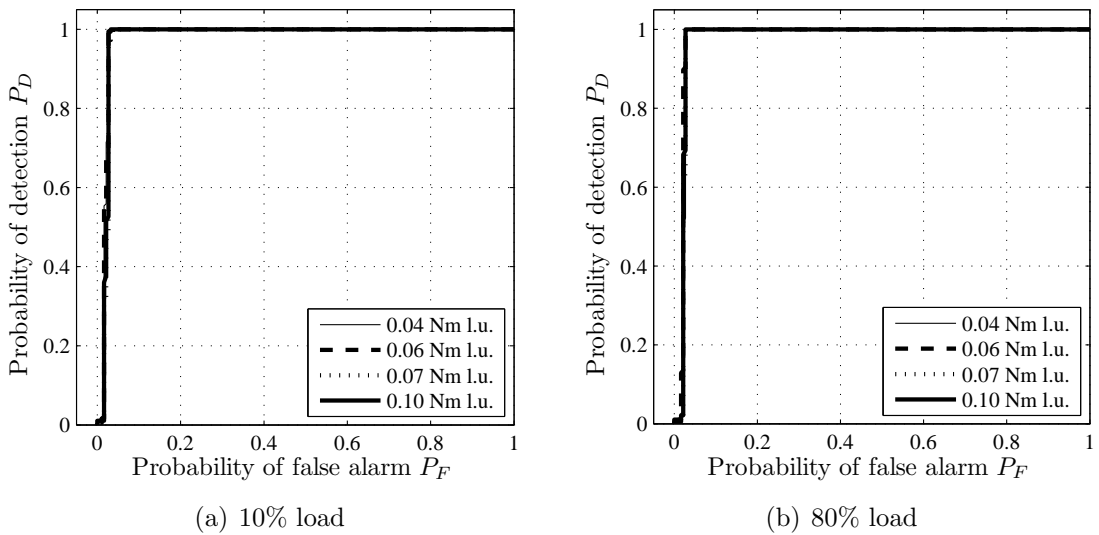 1
0.8
0.6
0.4
0.2
0
0
0.2
0.4
0.6
0.8
1
Probability of detection P_D
Probability of false alarm P_F
0.04 Nm l.u.
0.06 Nm l.u.
0.07 Nm l.u.
0.10 Nm l.u.
(a) 10% load
1
0.8
0.6
0.4
0.2
0
0
0.2
0.4
0.6
0.8
1
Probability of detection P_D
Probability of false alarm P_F
0.04 Nm l.u.
0.06 Nm l.u.
0.07 Nm l.u.
0.10 Nm l.u.
(b) 80% load